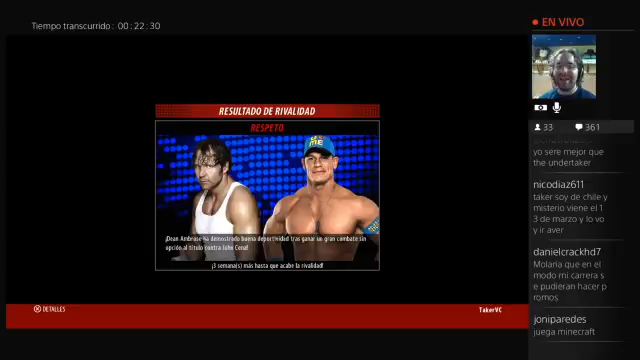 Tiempo transcurrido: 00:22:30
EN VIVO
RESULTADO DE RIVALIDAD
RESPETO
ME
¡Dean Ambrose ha demostrado buena deportividad tras ganar un gran combate sin
opción al título contra John Cena!
¡3 semana(s) más hasta que acabe la rivalidad!
DETALLES
TakerVC
33
361
yo sere mejor que
the undertaker
nicodiaz611
taker soy de chile y
misterio viene el 1
3 de marzo y lo vo
y ir aver
danielcrackhd7
Molaria que en el
modo mi carrera s
e pudieran hacer p
romos
joniparedes
juega minecraft